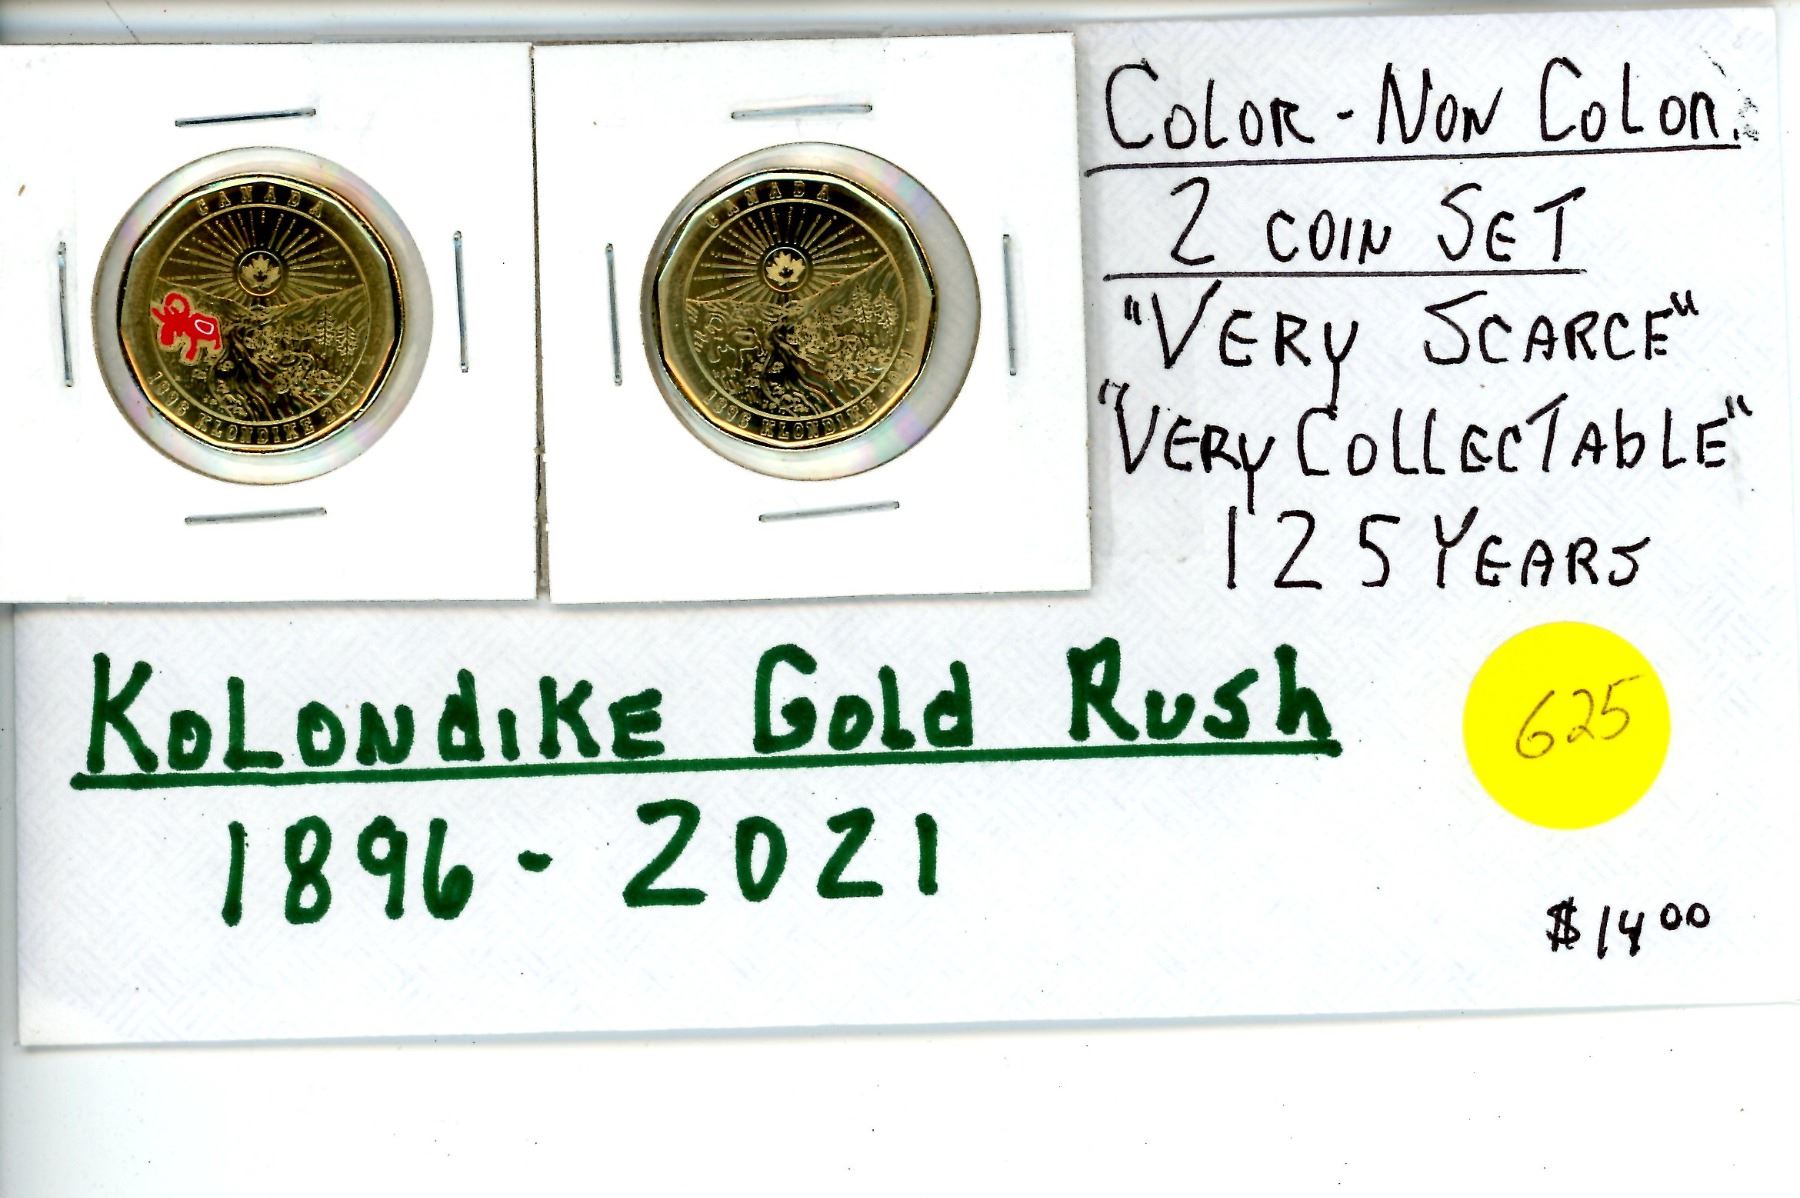 CANADA
1896 KLONDIKE 2021
CANADA
1896 KLONDIKE 2021
COLOR - NON COLOR.
2 COIN SET
"VERY SCARCE"
"VERY COLLECTABLE"
125 YEARS
KOLONDIKE GOLD RUSH
1896 - 2021
625
$14 00